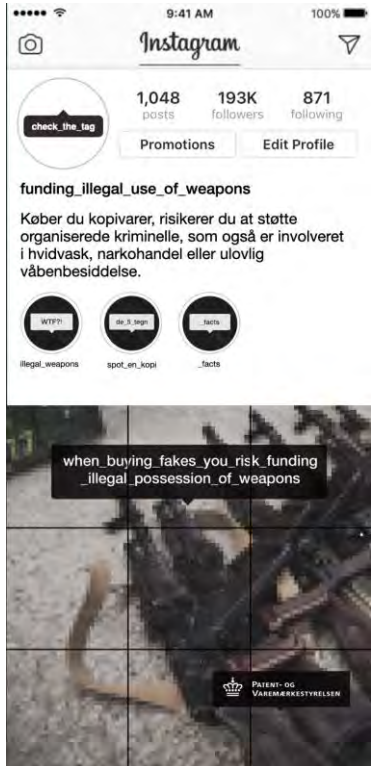 9:41 AM
100%
Instagram
check_the_tag
1,048 193K 871
posts followers following
Promotions Edit Profile
funding_illegal_use_of_weapons
Køber du kopivarer, risikerer du at støtte
organiserede kriminelle, som også er involveret
i hvidvask, narkohandel eller ulovlig
våbenbesiddelse.
WTF?! de_5_tegn _facts
illegal_weapons spot_en_kopi _facts
when_buying_fakes_you_risk_funding
_illegal_possession_of_weapons
PATENT- OG
VAREMÆRKESTYRELSEN